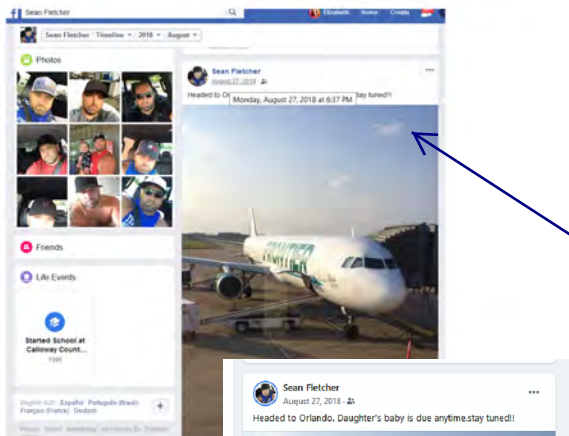 Sean Fletcher
Elizabeth Home Create
Sean Fletcher Timeline 2018 August
Photos
Sean Fletcher
August 27, 2018
Headed to Or Monday, August 27, 2018 at 6:37 PM stay tuned!!
FRONTIER
Friends
Life Events
Started School at
Calloway Count...
English (US) · Español · Português (Brasil) ·
Français (France) · Deutsch
Sean Fletcher
August 27, 2018 ·
Headed to Orlando. Daughter's baby is due anytime.stay tuned!!